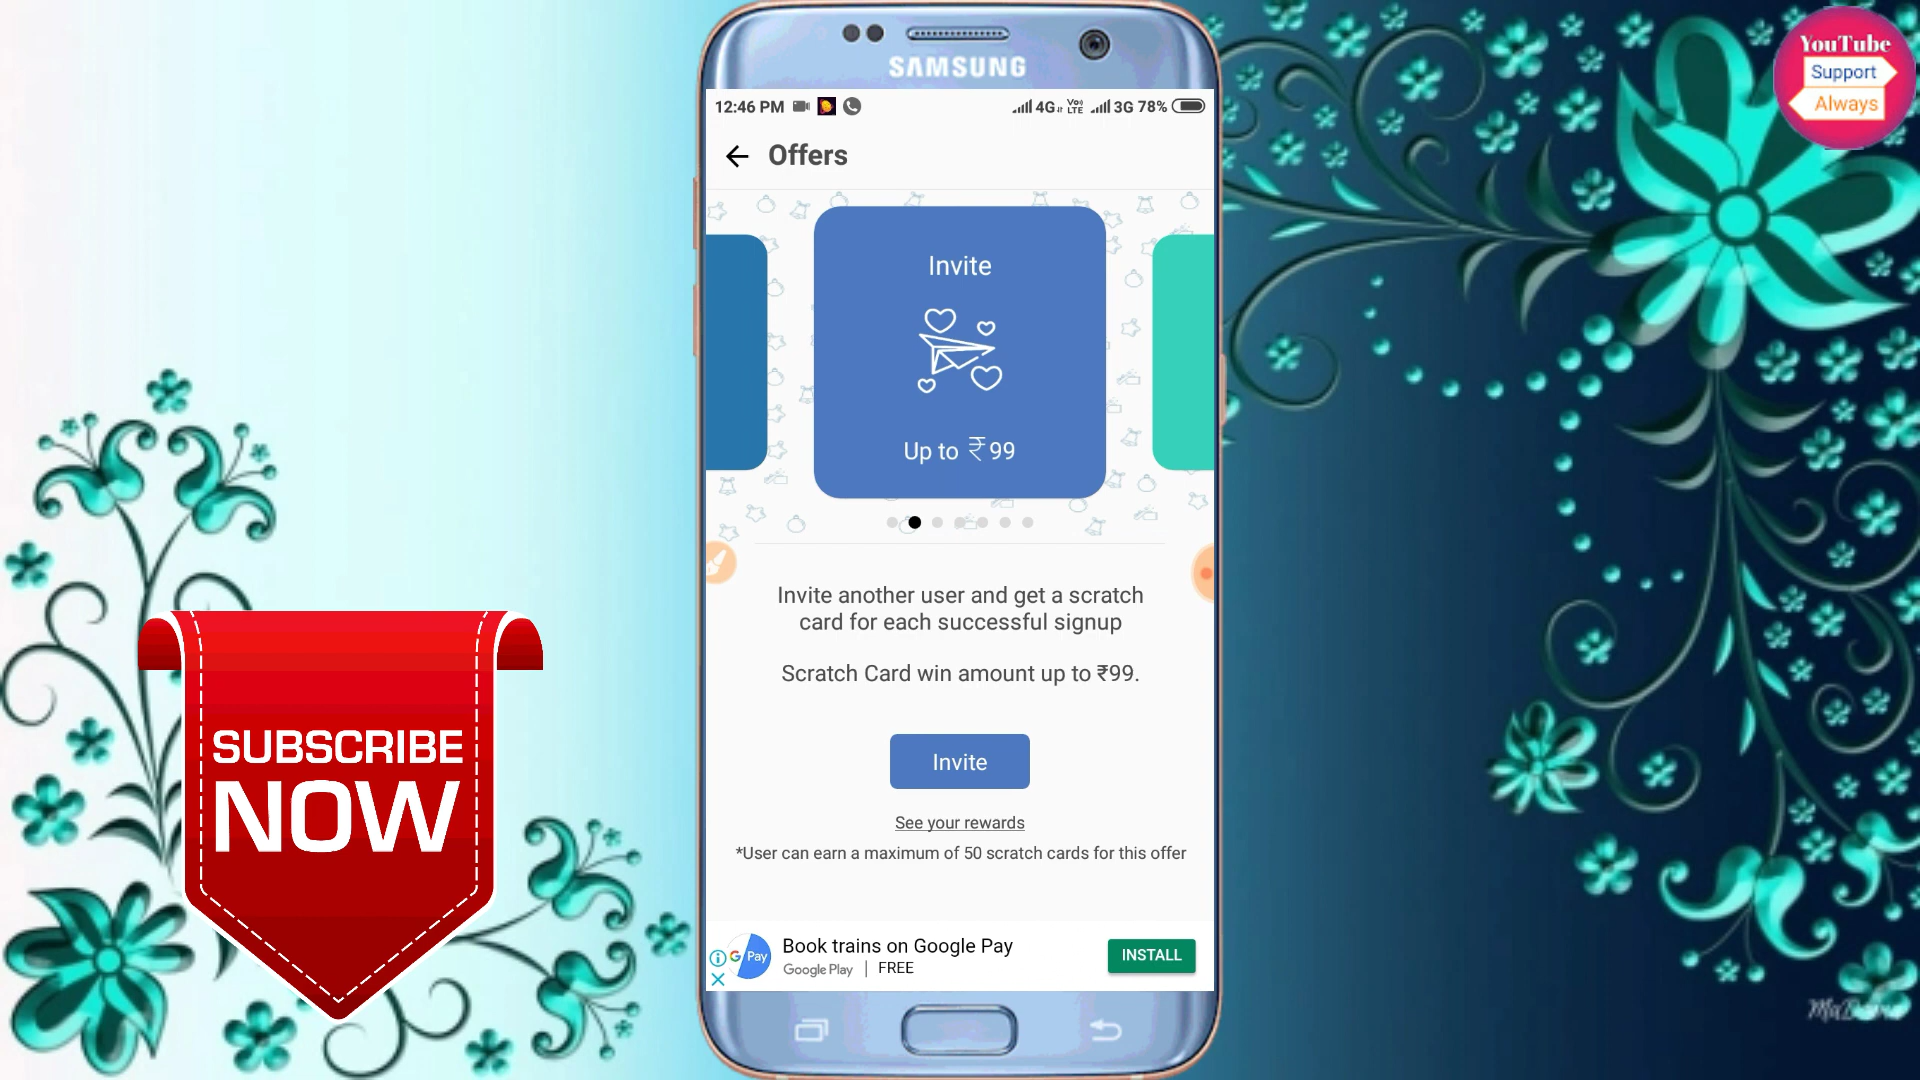 SAMSUNG
12:46 PM
4G VoLTE 3G 78%
Offers
Invite
Up to ₹99
Invite another user and get a scratch
card for each successful signup
Scratch Card win amount up to ₹99.
Invite
See your rewards
*User can earn a maximum of 50 scratch cards for this offer
G Pay
Book trains on Google Pay
Google Play | FREE
INSTALL
SUBSCRIBE
NOW
YouTube
Support
Always